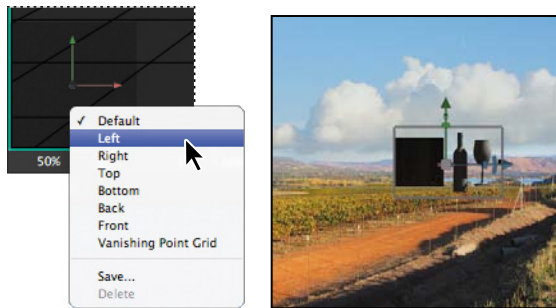 50%
Default
Left
Right
Top
Bottom
Back
Front
Vanishing Point Grid
Save...
Delete